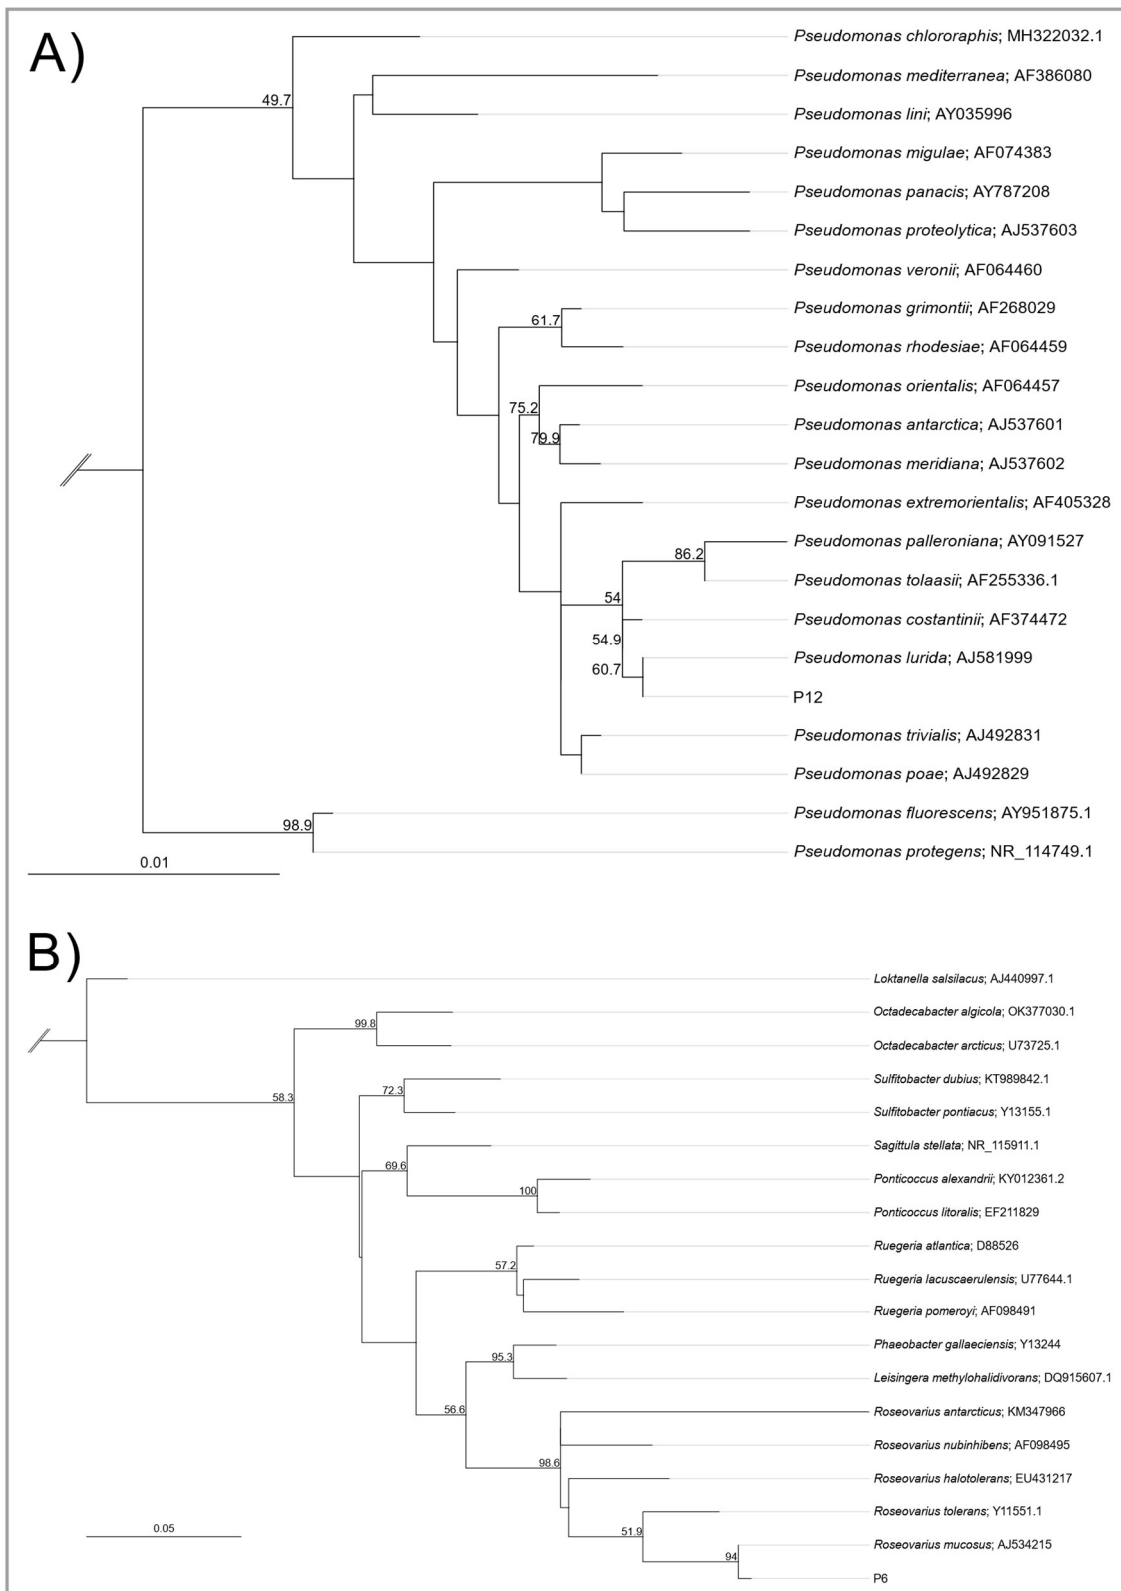 A)
Pseudomonas chlororaphis; MH322032.1
Pseudomonas mediterranea; AF386080
49.7
Pseudomonas lini; AY035996
Pseudomonas migulae; AF074383
Pseudomonas panacis; AY787208
Pseudomonas proteolytica; AJ537603
Pseudomonas veronii; AF064460
Pseudomonas grimontii; AF268029
61.7
Pseudomonas rhodesiae; AF064459
Pseudomonas orientalis; AF064457
75.2
Pseudomonas antarctica; AJ537601
79.9
Pseudomonas meridiana; AJ537602
Pseudomonas extremorientalis; AF405328
Pseudomonas palleroniana; AY091527
86.2
Pseudomonas tolaasii; AF255336.1
54
Pseudomonas costantinii; AF374472
54.9
Pseudomonas lurida; AJ581999
60.7
P12
Pseudomonas trivialis; AJ492831
Pseudomonas poae; AJ492829
Pseudomonas fluorescens; AY951875.1
98.9
Pseudomonas protegens; NR_114749.1
0.01
B)
Loktanella salsilacus; AJ440997.1
Octadecabacter algicola; OK377030.1
99.8
Octadecabacter arcticus; U73725.1
Sulfitobacter dubius; KT989842.1
72.3
58.3
Sulfitobacter pontiacus; Y13155.1
Sagittula stellata; NR_115911.1
69.6
Ponticoccus alexandrii; KY012361.2
100
Ponticoccus litoralis; EF211829
Ruegeria atlantica; D88526
57.2
Ruegeria lacuscaerulensis; U77644.1
Ruegeria pomeroyi; AF098491
Phaeobacter gallaeciensis; Y13244
95.3
Leisingera methylohalidivorans; DQ915607.1
56.6
Roseovarius antarcticus; KM347966
Roseovarius nubinhibens; AF098495
98.6
Roseovarius halotolerans; EU431217
Roseovarius tolerans; Y11551.1
0.05
51.9
Roseovarius mucosus; AJ534215
94
P6